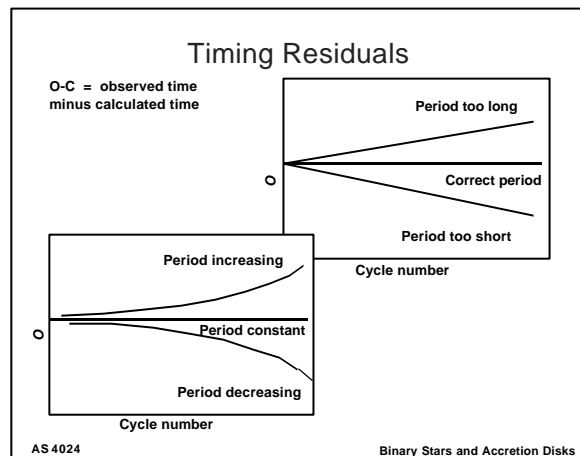 Timing Residuals
O-C = observed time
minus calculated time
Period too long
Correct period
Period too short
O
Cycle number
Period increasing
Period constant
Period decreasing
O
Cycle number
AS 4024
Binary Stars and Accretion Disks